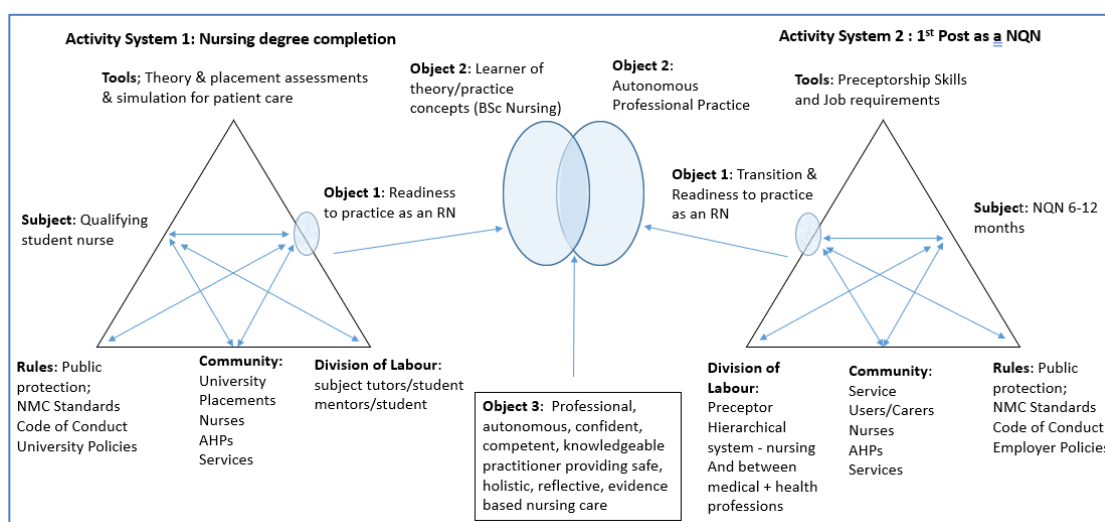 Activity System 1: Nursing degree completion
Activity System 2 : 1st Post as a NQN
Tools; Theory & placement assessments
& simulation for patient care
Object 2: Learner of
theory/practice
concepts (BSc Nursing)
Object 2:
Autonomous
Professional Practice
Tools: Preceptorship Skills
and Job requirements
Subject: Qualifying
student nurse
Object 1: Readiness
to practice as an RN
Object 1: Transition &
Readiness to practice
as an RN
Subject: NQN 6-12
months
Rules: Public
protection;
NMC Standards
Code of Conduct
University Policies
Community:
University
Placements
Nurses
AHPs
Services
Division of Labour:
subject tutors/student
mentors/student
Object 3: Professional,
autonomous, confident,
competent, knowledgeable
practitioner providing safe,
holistic, reflective, evidence
based nursing care
Division of
Labour:
Preceptor
Hierarchical
system - nursing
And between
medical + health
professions
Community:
Service
Users/Carers
Nurses
AHPs
Services
Rules: Public
protection;
NMC Standards
Code of Conduct
Employer Policies